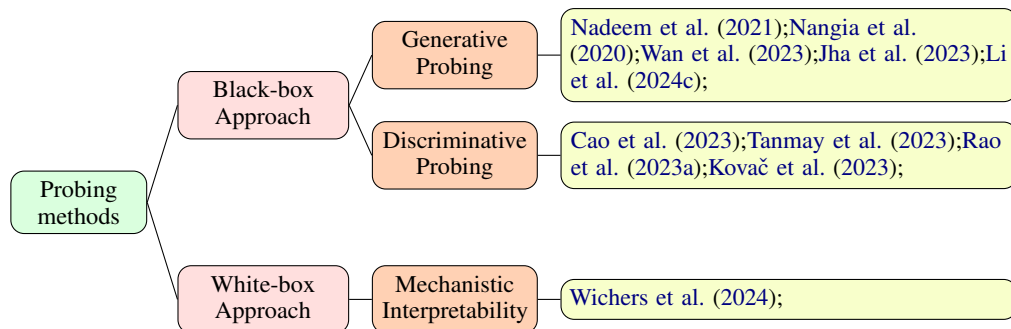 Probing
methods
Black-box
Approach
Generative
Probing
Nadeem et al. (2021);Nangia et al.
(2020);Wan et al. (2023);Jha et al. (2023);Li
et al. (2024c);
Discriminative
Probing
Cao et al. (2023);Tanmay et al. (2023);Rao
et al. (2023a);Kovač et al. (2023);
White-box
Approach
Mechanistic
Interpretability
Wichers et al. (2024);